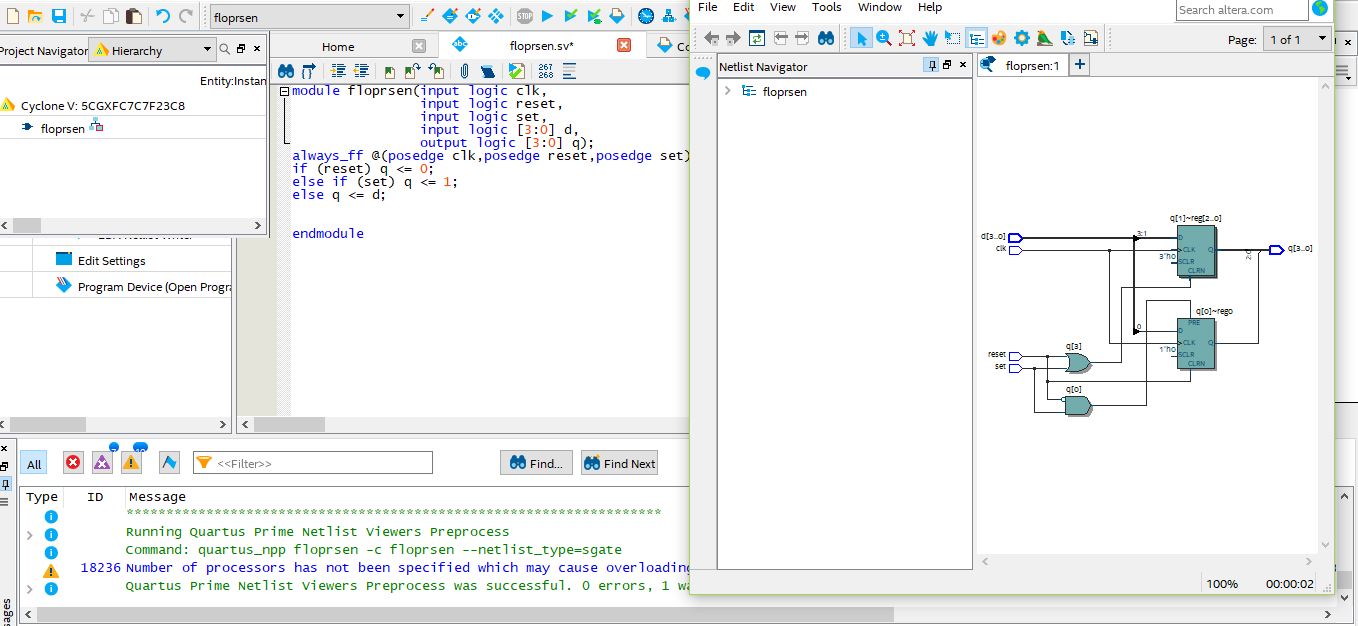 floprsen
Project Navigator
Hierarchy
Entity:Instan
Cyclone V: 5CGXFC7C7F23C8
floprsen
Edit Settings
Program Device (Open Progra
Home
floprsen.sv*
Co
abc
STOP
267
268
module floprsen(input logic clk,
input logic reset,
input logic set,
input logic [3:0] d,
output logic [3:0] q);
always_ff @(posedge clk,posedge reset,posedge set)
if (reset) q <= 0;
else if (set) q <= 1;
else q <= d;
endmodule
File Edit View Tools Window Help
Search altera.com
Page: 1 of 1
Netlist Navigator
floprsen
floprsen:1
q[1]~reg[2..0]
d[3..0]
clk
3:1
3'h0
D
CLK Q
SCLR
CLRN
2:0
q[3..0]
q[0]~reg0
0
1'h0
PRE
D
CLK Q
SCLR
CLRN
reset
set
q[3]
q[0]
100% 00:00:02
All
<<Filter>>
Find...
Find Next
Type ID Message
*******************************************************************
Running Quartus Prime Netlist Viewers Preprocess
Command: quartus_npp floprsen -c floprsen --netlist_type=sgate
18236 Number of processors has not been specified which may cause overloading
Quartus Prime Netlist Viewers Preprocess was successful. 0 errors, 1 wa
sages